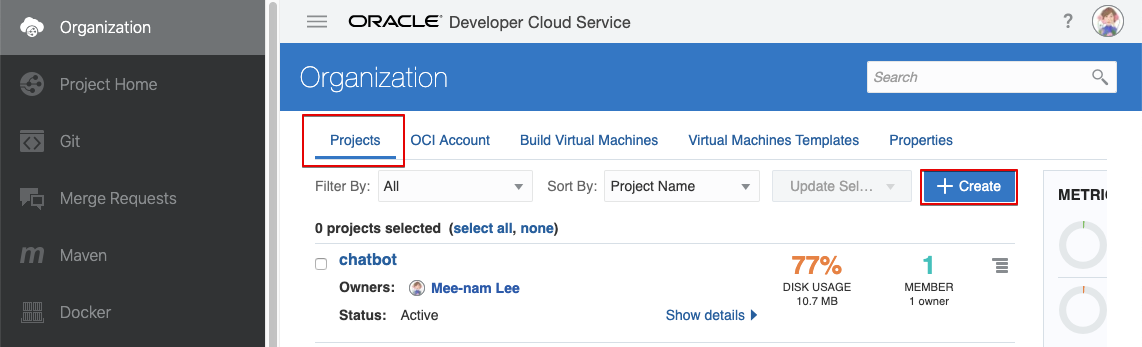 Organization
Project Home
Git
Merge Requests
Maven
Docker
ORACLE® Developer Cloud Service ?
Organization
Search
Projects OCI Account Build Virtual Machines Virtual Machines Templates Properties
Filter By: All Sort By: Project Name Update Sel... + Create
0 projects selected (select all, none)
chatbot
Owners: Mee-nam Lee
Status: Active
77%
DISK USAGE
10.7 MB
1
MEMBER
1 owner
Show details